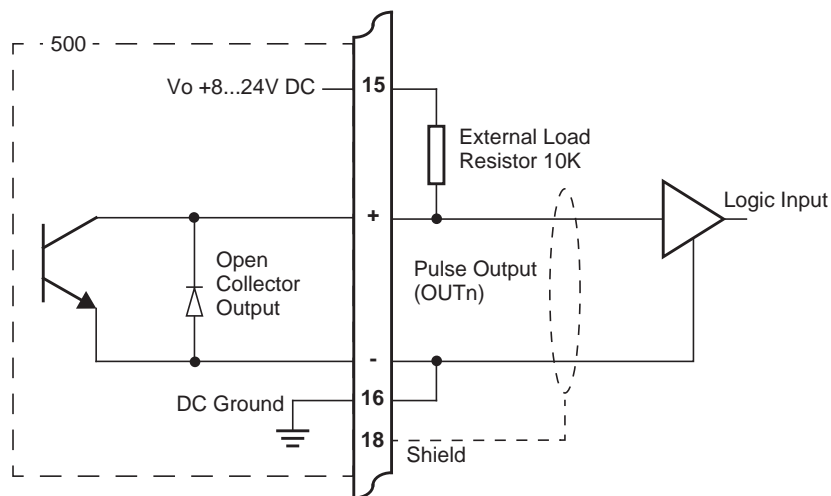 500
Vo +8...24V DC
15
External Load
Resistor 10K
+
Logic Input
Open
Collector
Output
Pulse Output
(OUTn)
-
DC Ground
16
18
Shield